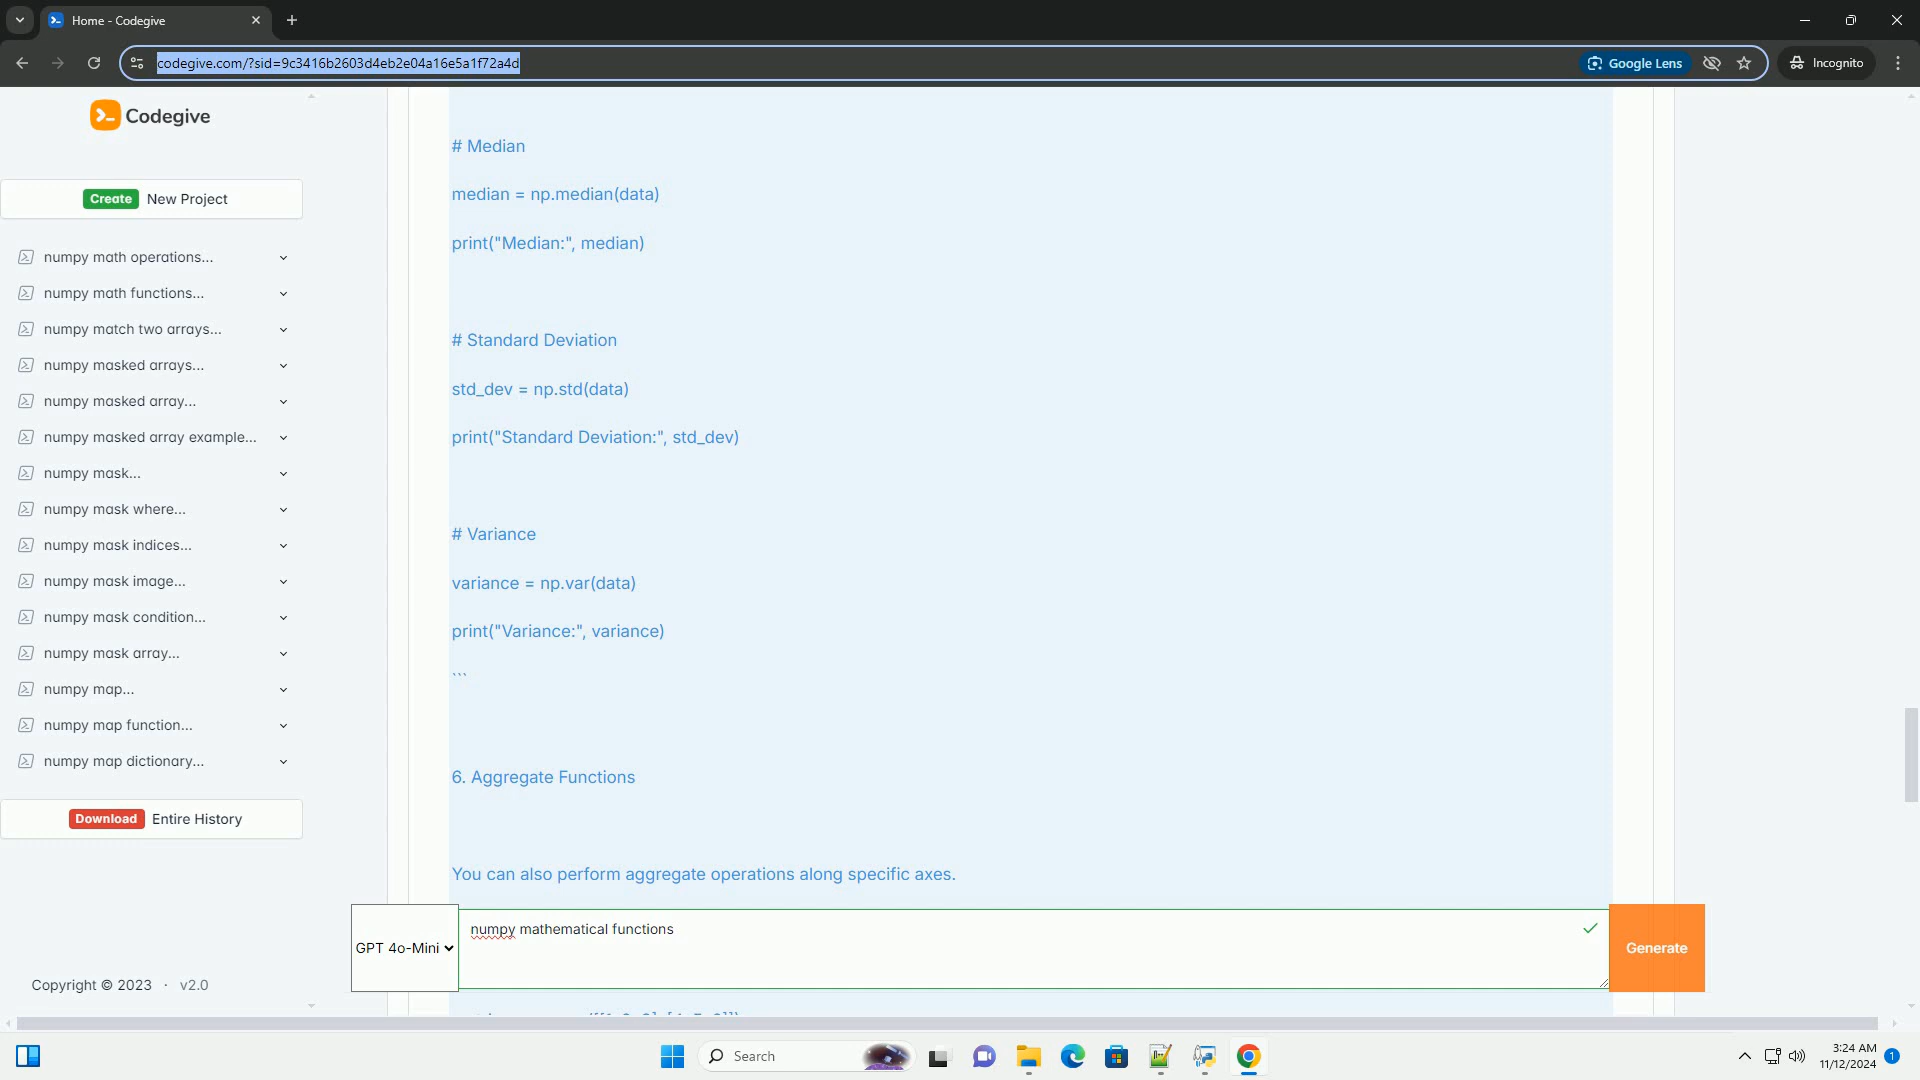 Home - Codegive
codegive.com/?sid=9c3416b2603d4eb2e04a16e5a1f72a4d
Google Lens
Incognito
Codegive
Create New Project
numpy math operations...
numpy math functions...
numpy match two arrays...
numpy masked arrays...
numpy masked array...
numpy masked array example...
numpy mask...
numpy mask where...
numpy mask indices...
numpy mask image...
numpy mask condition...
numpy mask array...
numpy map...
numpy map function...
numpy map dictionary...
Download Entire History
Copyright © 2023 · v2.0
# Median
median = np.median(data)
print("Median:", median)
# Standard Deviation
std_dev = np.std(data)
print("Standard Deviation:", std_dev)
# Variance
variance = np.var(data)
print("Variance:", variance)
```
6. Aggregate Functions
You can also perform aggregate operations along specific axes.
GPT 4o-Mini
numpy mathematical functions
Generate
Search
3:24 AM
11/12/2024
1